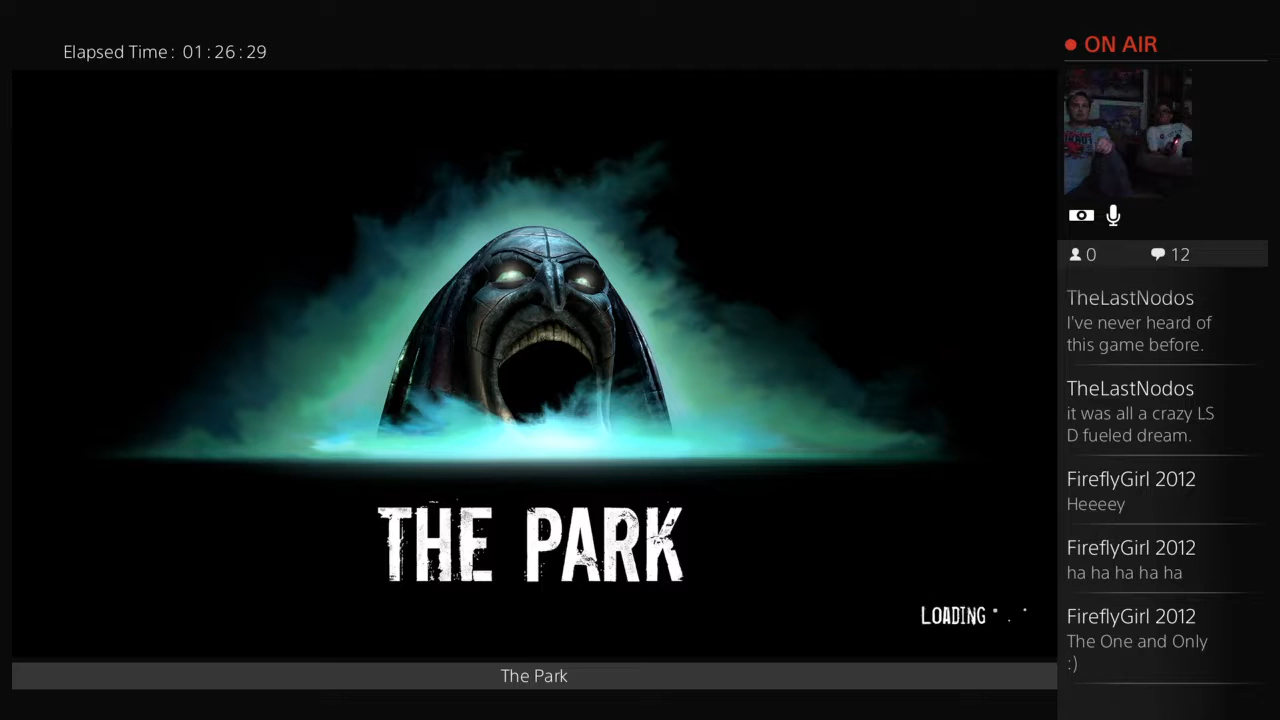 Elapsed Time: 01:26:29
ON AIR
0
12
TheLastNodos
I've never heard of
this game before.
TheLastNodos
it was all a crazy LS
D fueled dream.
FireflyGirl 2012
Heeeey
FireflyGirl 2012
ha ha ha ha ha
FireflyGirl 2012
The One and Only
:)
THE PARK
LOADING
The Park